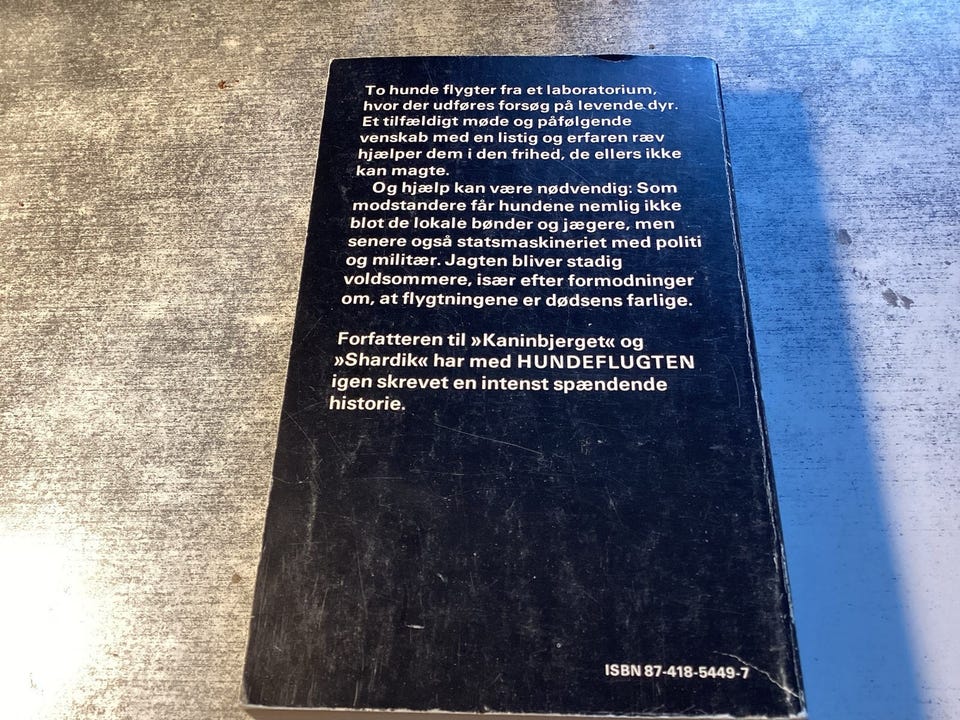 To hunde flygter fra et laboratorium,
hvor der udføres forsøg på levende dyr.
Et tilfældigt møde og påfølgende
venskab med en listig og erfaren ræv
hjælper dem i den frihed, de ellers ikke
kan magte.
Og hjælp kan være nødvendig: Som
modstandere får hundene nemlig ikke
blot de lokale bønder og jægere, men
senere også statsmaskineriet med politi
og militær. Jagten bliver stadig
voldsommere, især efter formodninger
om, at flygtningene er dødsens farlige.
Forfatteren til »Kaninbjerget« og
»Shardik« har med HUNDEFLUGTEN
igen skrevet en intenst spændende
historie.
ISBN 87-418-5449-7